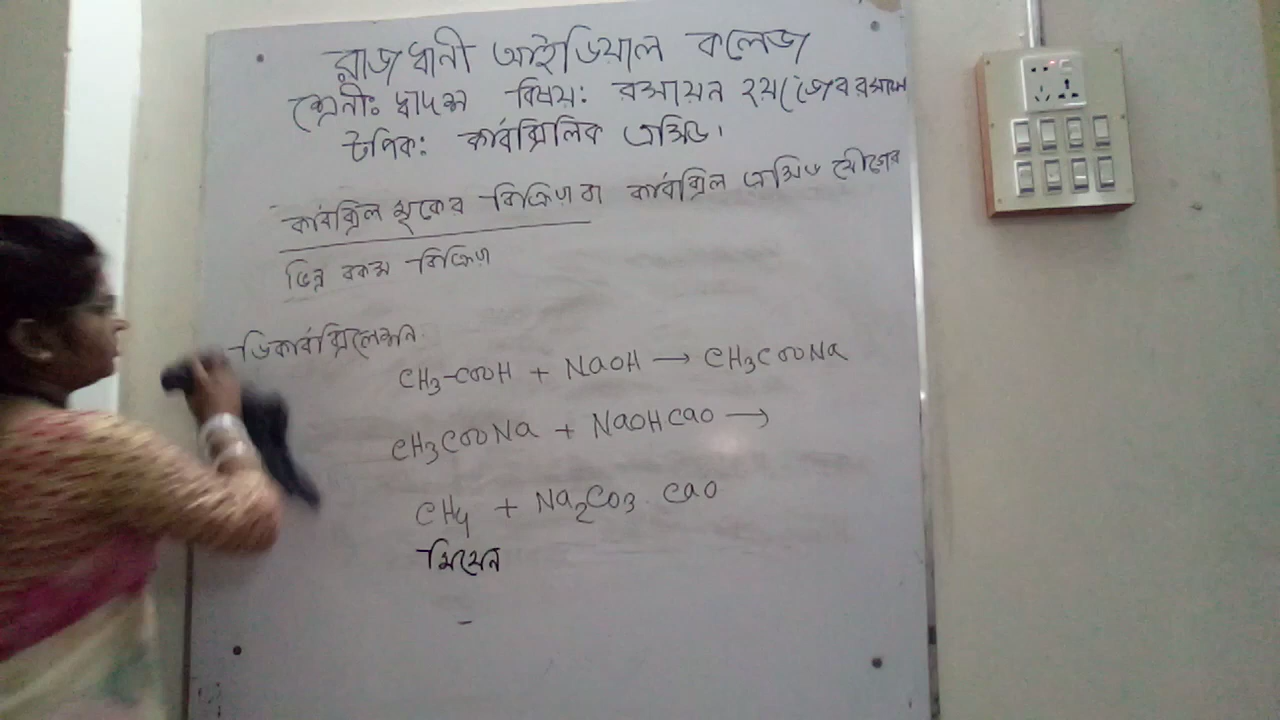 রাজধানী আইডিয়াল কলেজ
শ্রেনীঃ দ্বাদশ বিষয়: রসায়ন ২য় (জৈব রসায়ন
টপিক: কার্বক্সিলিক এসিড।
কার্বক্সিল মূলকের বিক্রিয়া বা কার্বক্সিল এসিড যৌগের
ভিন্ন রকম বিক্রিয়া
ডিকার্বক্সিলেশন
CH3-COOH + NaOH → CH3COONa
CH3COONa + NaOHCaO →
CH4 + Na2CO3 CaO
মিথেন